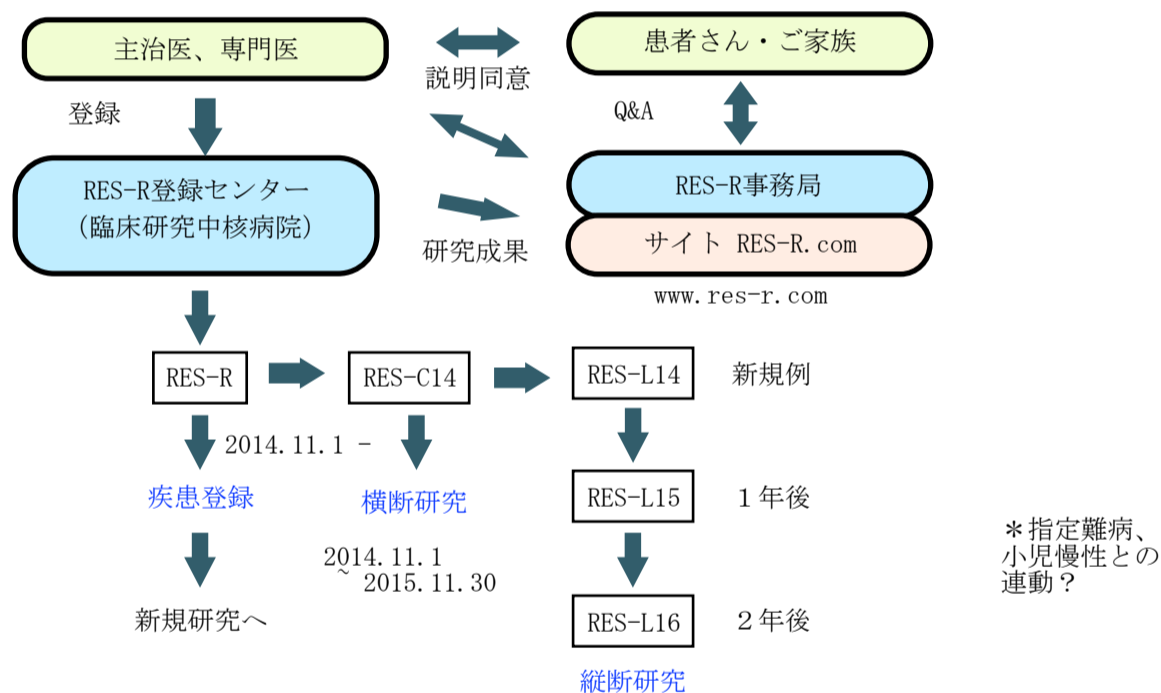 主治医、専門医
患者さん・ご家族
説明同意
登録
Q&A
RES-R登録センター
(臨床研究中核病院)
RES-R事務局
サイト RES-R.com
研究成果
www.res-r.com
RES-R
RES-C14
RES-L14
新規例
2014.11.1 -
疾患登録
横断研究
RES-L15
1年後
2014.11.1
~
2015.11.30
新規研究へ
RES-L16
2年後
縦断研究
*指定難病、
小児慢性との
連動?